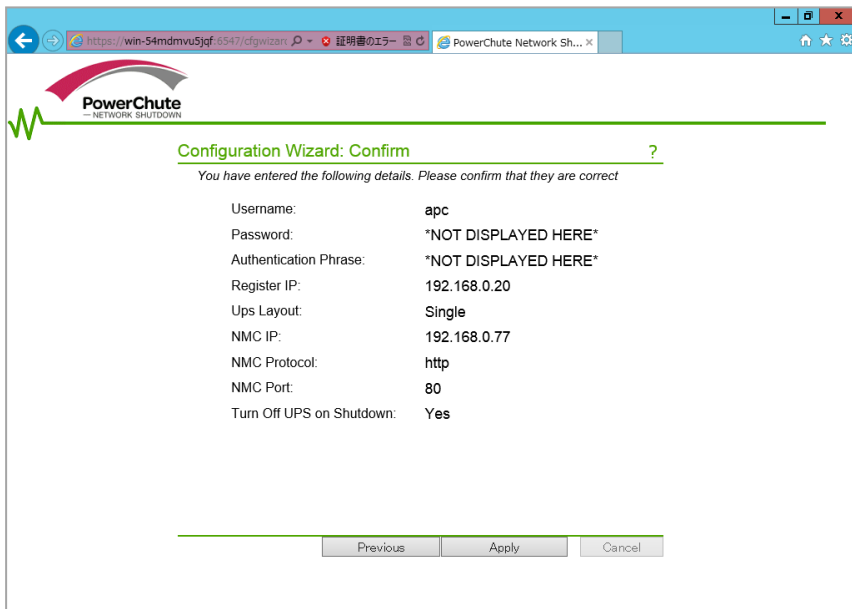 https://win-54mdmvu5jqf:6547/cfgwizar 証明書のエラー PowerChute Network Sh...
PowerChute
NETWORK SHUTDOWN
Configuration Wizard: Confirm ?
You have entered the following details. Please confirm that they are correct
Username: apc
Password: *NOT DISPLAYED HERE*
Authentication Phrase: *NOT DISPLAYED HERE*
Register IP: 192.168.0.20
Ups Layout: Single
NMC IP: 192.168.0.77
NMC Protocol: http
NMC Port: 80
Turn Off UPS on Shutdown: Yes
Previous Apply Cancel